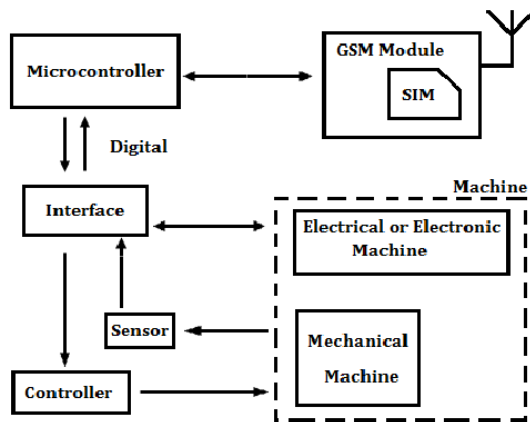 Microcontroller
GSM Module
SIM
Digital
Machine
Interface
Electrical or Electronic
Machine
Sensor
Mechanical
Machine
Controller